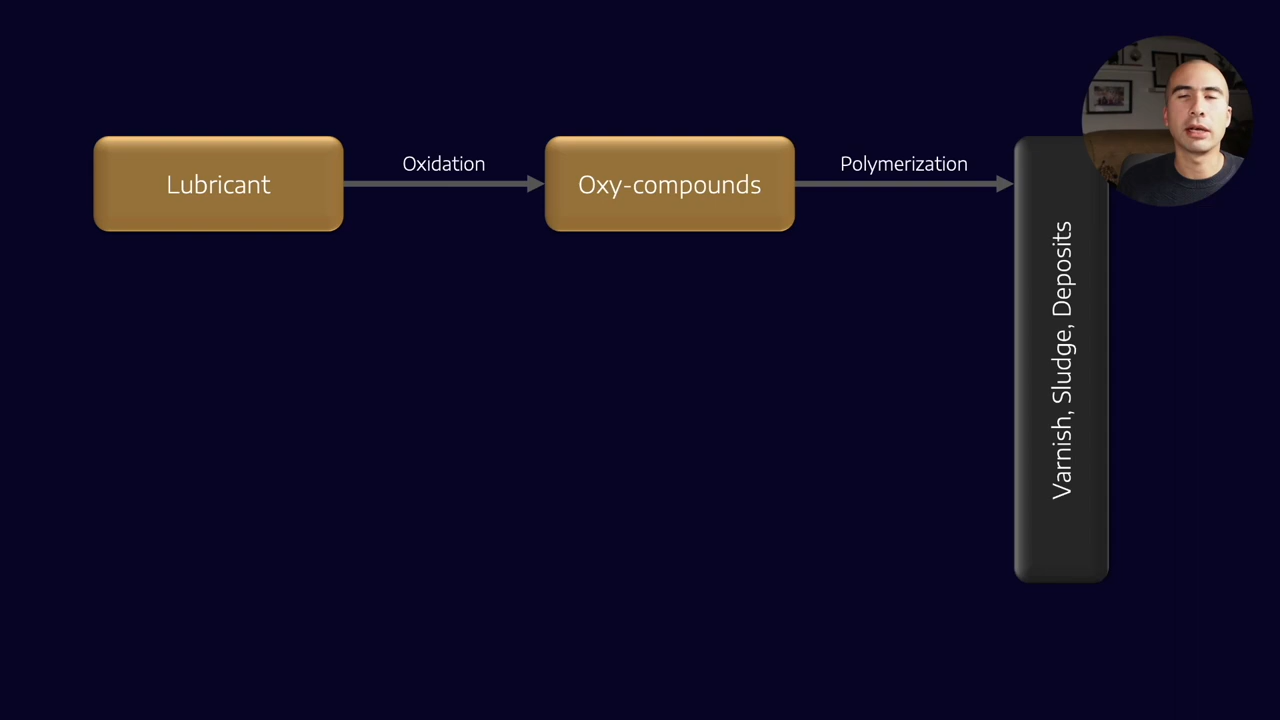 Lubricant
Oxidation
Oxy-compounds
Polymerization
Varnish, Sludge, Deposits